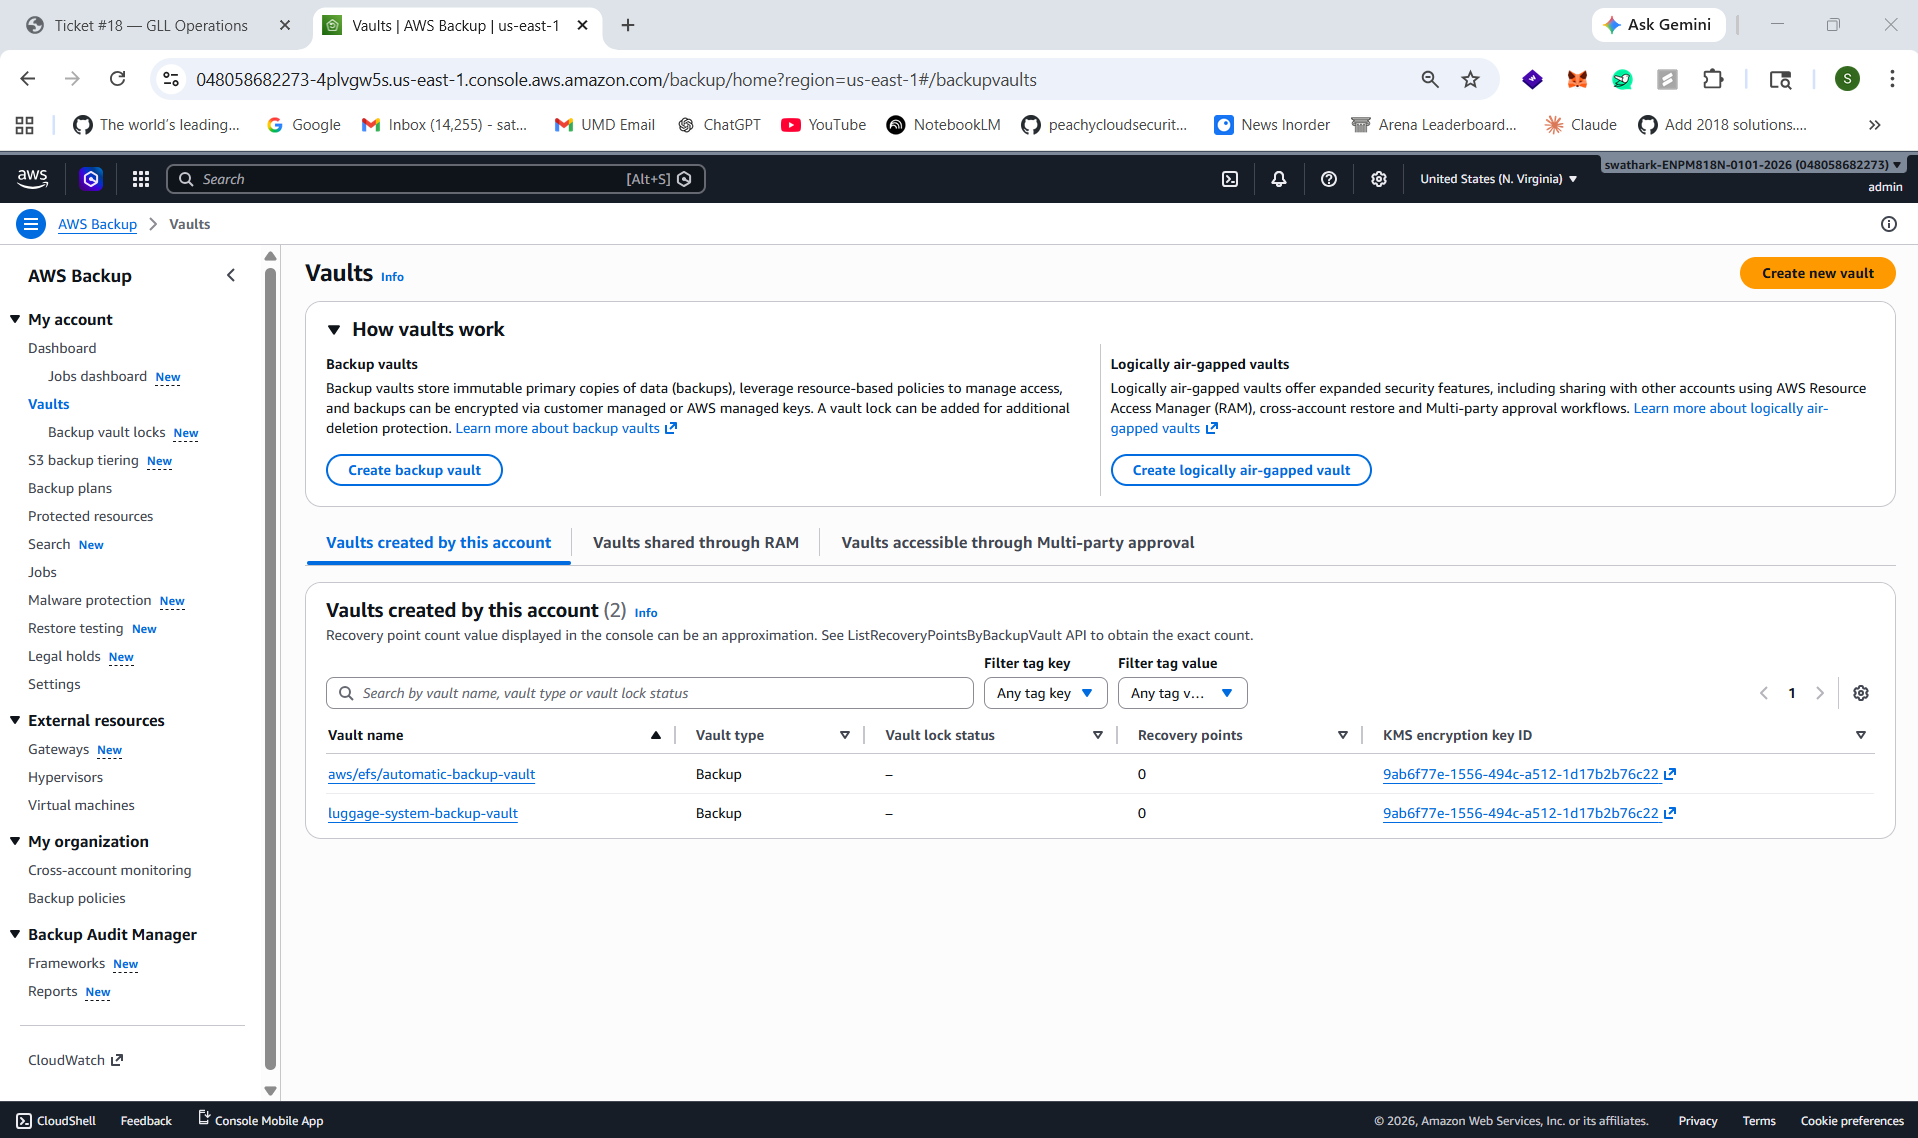 Ticket #18 — GLL Operations
Vaults | AWS Backup | us-east-1
Ask Gemini
048058682273-4plvgw5s.us-east-1.console.aws.amazon.com/backup/home?region=us-east-1#/backupvaults
S
The world's leading...
Google
Inbox (14,255) - sat...
UMD Email
ChatGPT
YouTube
NotebookLM
peachycloudsecurit...
News Inorder
Arena Leaderboard...
Claude
Add 2018 solutions....
aws
Search
[Alt+S]
United States (N. Virginia)
swathark-ENPM818N-0101-2026 (048058682273)
admin
AWS Backup
Vaults
AWS Backup
My account
Dashboard
Jobs dashboard New
Vaults
Backup vault locks New
S3 backup tiering New
Backup plans
Protected resources
Search New
Jobs
Malware protection New
Restore testing New
Legal holds New
Settings
External resources
Gateways New
Hypervisors
Virtual machines
My organization
Cross-account monitoring
Backup policies
Backup Audit Manager
Frameworks New
Reports New
CloudWatch
Vaults Info
Create new vault
How vaults work
Backup vaults
Backup vaults store immutable primary copies of data (backups), leverage resource-based policies to manage access,
and backups can be encrypted via customer managed or AWS managed keys. A vault lock can be added for additional
deletion protection. Learn more about backup vaults
Create backup vault
Logically air-gapped vaults
Logically air-gapped vaults offer expanded security features, including sharing with other accounts using AWS Resource
Access Manager (RAM), cross-account restore and Multi-party approval workflows. Learn more about logically air-
gapped vaults
Create logically air-gapped vault
Vaults created by this account
Vaults shared through RAM
Vaults accessible through Multi-party approval
Vaults created by this account (2) Info
Recovery point count value displayed in the console can be an approximation. See ListRecoveryPointsByBackupVault API to obtain the exact count.
Filter tag key
Filter tag value
Search by vault name, vault type or vault lock status
Any tag key
Any tag v...
1
Vault name
Vault type
Vault lock status
Recovery points
KMS encryption key ID
aws/efs/automatic-backup-vault
Backup
–
0
9ab6f77e-1556-494c-a512-1d17b2b76c22
luggage-system-backup-vault
Backup
–
0
9ab6f77e-1556-494c-a512-1d17b2b76c22
CloudShell
Feedback
Console Mobile App
© 2026, Amazon Web Services, Inc. or its affiliates.
Privacy
Terms
Cookie preferences